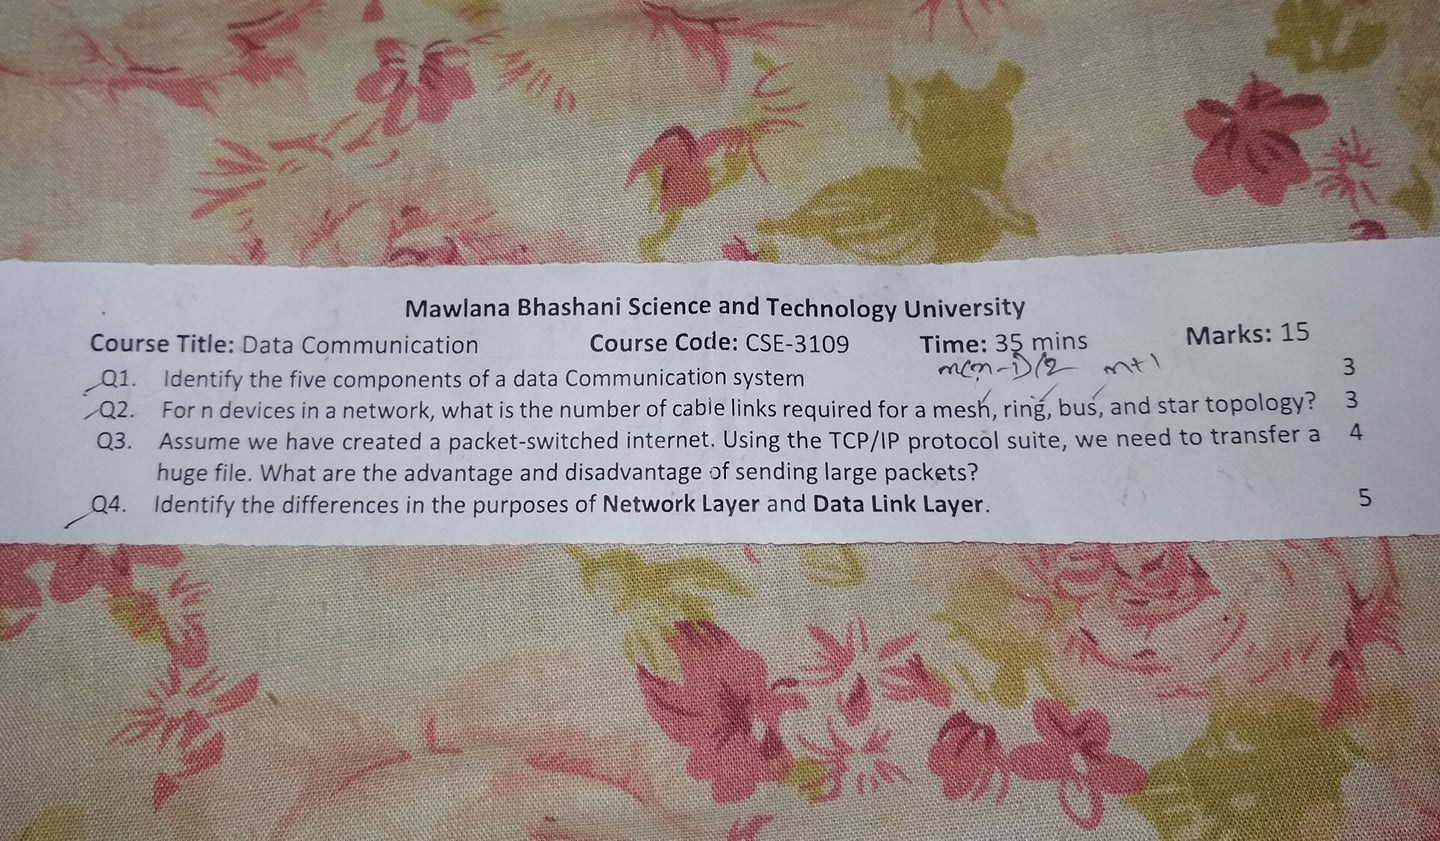 Mawlana Bhashani Science and Technology University
Course Title: Data Communication Course Code: CSE-3109 Time: 35 mins Marks: 15
n(n-1)/2 n+1
Q1. Identify the five components of a data Communication system 3
Q2. For n devices in a network, what is the number of cable links required for a mesh, ring, bus, and star topology? 3
Q3. Assume we have created a packet-switched internet. Using the TCP/IP protocol suite, we need to transfer a 4
huge file. What are the advantage and disadvantage of sending large packets?
Q4. Identify the differences in the purposes of Network Layer and Data Link Layer. 5